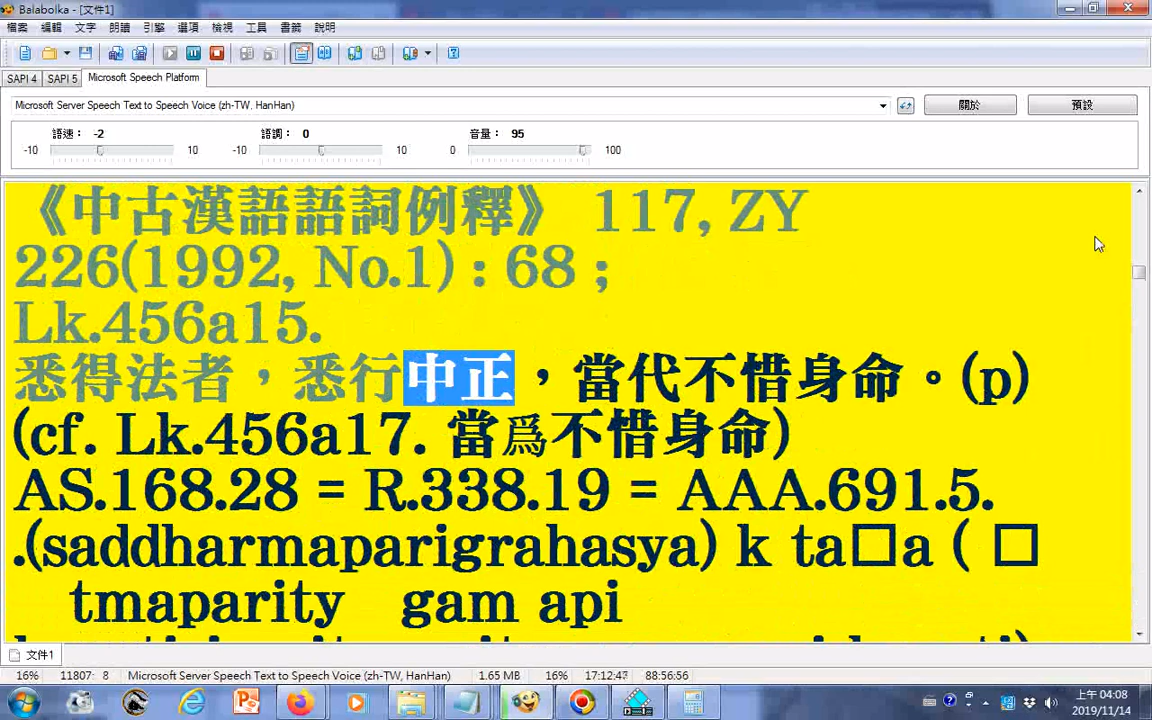 Balabolka - [文件1]
檔案 編輯 文字 朗讀 引擎 選項 檢視 工具 書籤 說明
SAPI 4 SAPI 5 Microsoft Speech Platform
Microsoft Server Speech Text to Speech Voice (zh-TW, HanHan) 關於 預設
語速： -2 語調： 0 音量： 95
-10 10 -10 10 0 100
《中古漢語語詞例釋》 117, ZY
226(1992, No.1) : 68 ;
Lk.456a15.
悉得法者，悉行中正，當代不惜身命。(p)
(cf. Lk.456a17. 當爲不惜身命)
AS.168.28 = R.338.19 = AAA.691.5.
.(saddharmaparigrahasya) k ta□a ( □
tmaparity gam api
文件1
16% 11807: 8 Microsoft Server Speech Text to Speech Voice (zh-TW, HanHan) 1.65 MB 16% 17:12:47 88:56:56
上午 04:08
2019/11/14